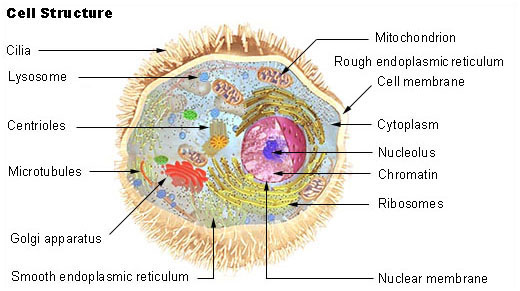 Cell Structure
Cilia
Lysosome
Centrioles
Microtubules
Golgi apparatus
Smooth endoplasmic reticulum
Mitochondrion
Rough endoplasmic reticulum
Cell membrane
Cytoplasm
Nucleolus
Chromatin
Ribosomes
Nuclear membrane